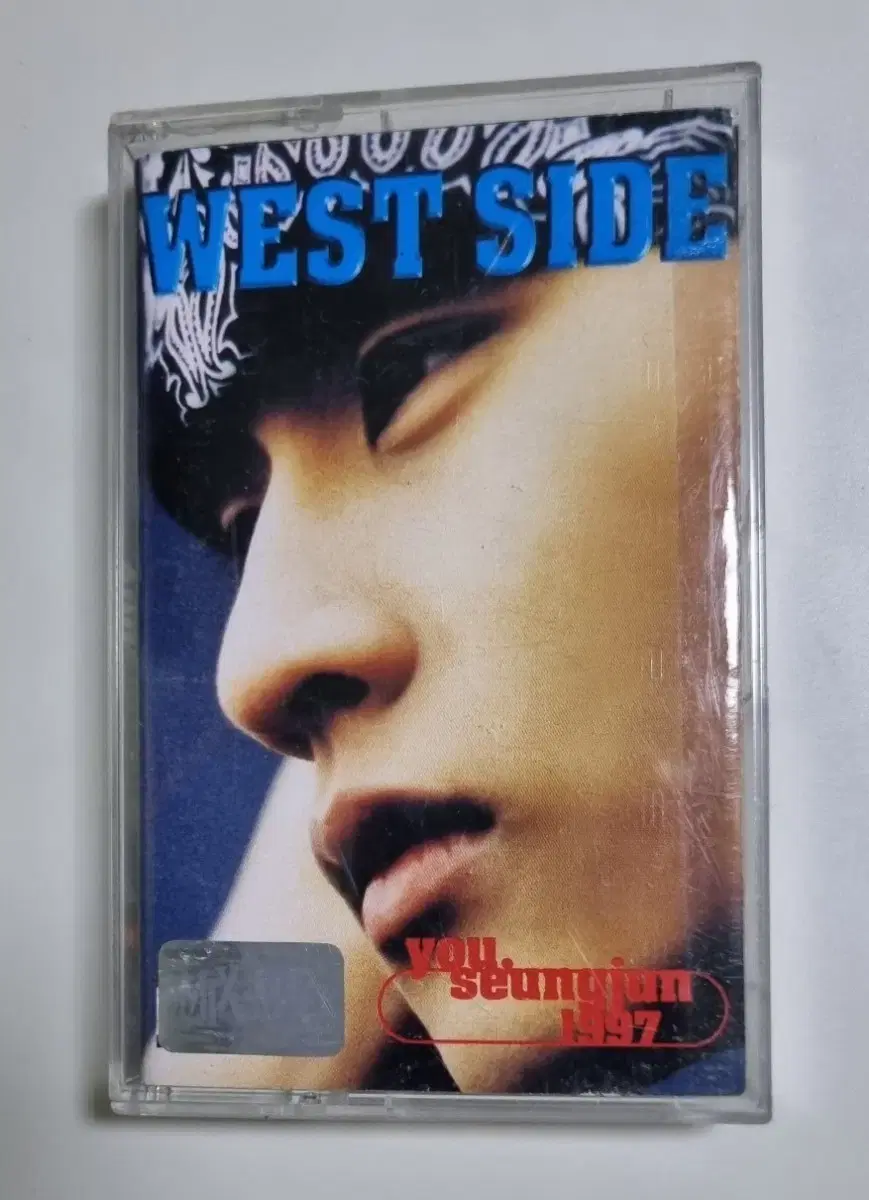 WEST SIDE
you,
seungjun
1997